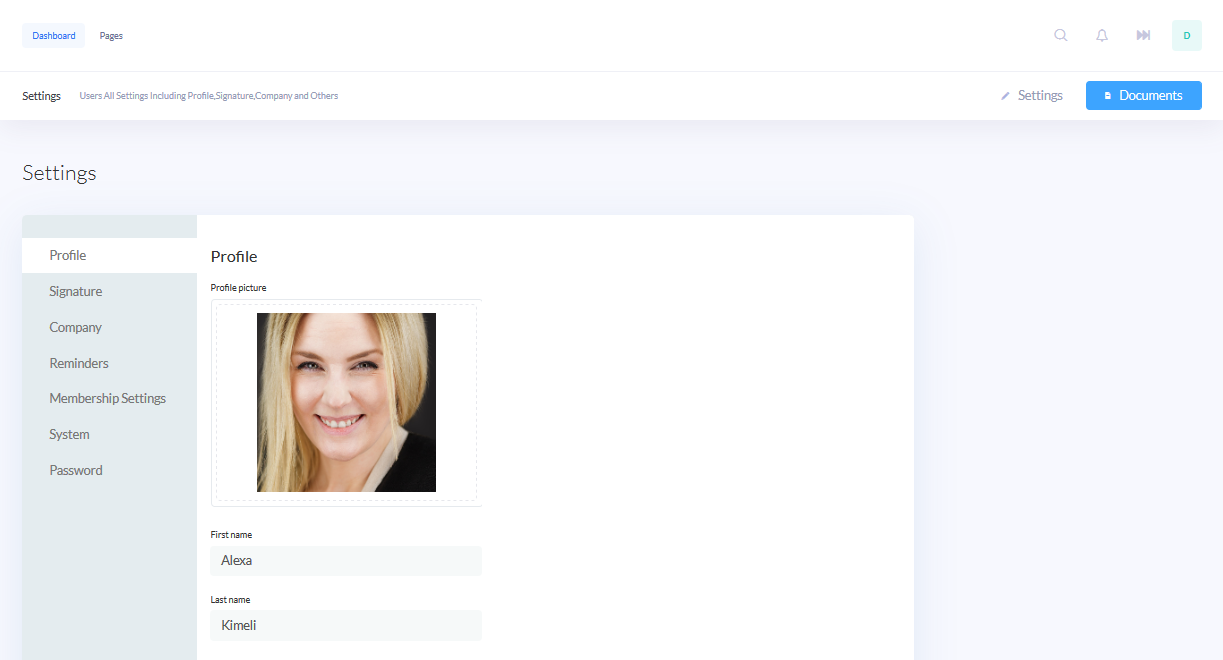 Dashboard Pages D
Settings Users All Settings Including Profile,Signature,Company and Others Settings Documents
Settings
Profile
Signature
Company
Reminders
Membership Settings
System
Password
Profile
Profile picture
First name
Alexa
Last name
Kimeli